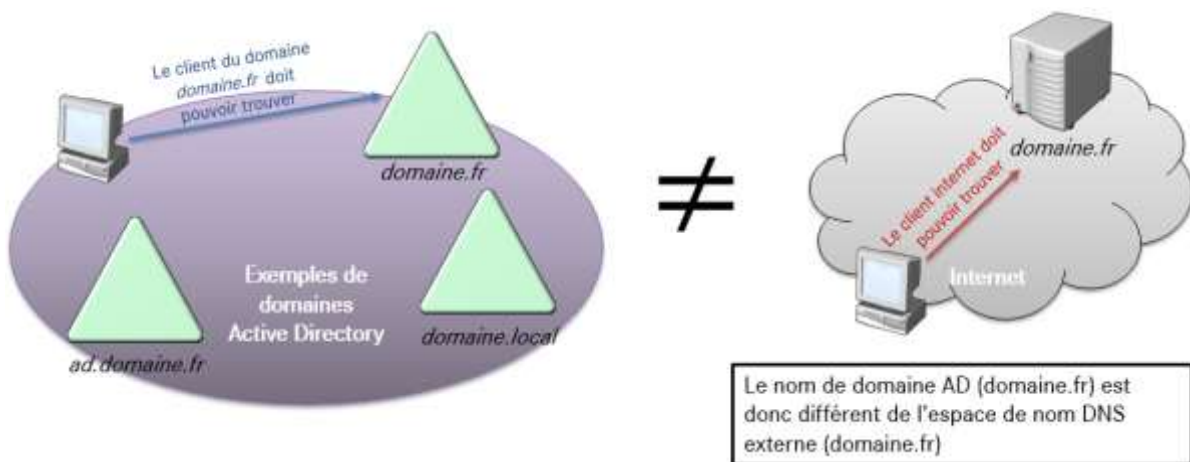 Le client du domaine
domaine.fr doit
pouvoir trouver
domaine.fr
Exemples de
domaines
Active Directory
ad.domaine.fr
domaine.local
≠
domaine.fr
Le client internet doit
pouvoir trouver
Internet
Le nom de domaine AD (domaine.fr) est
donc différent de l'espace de nom DNS
externe (domaine.fr)